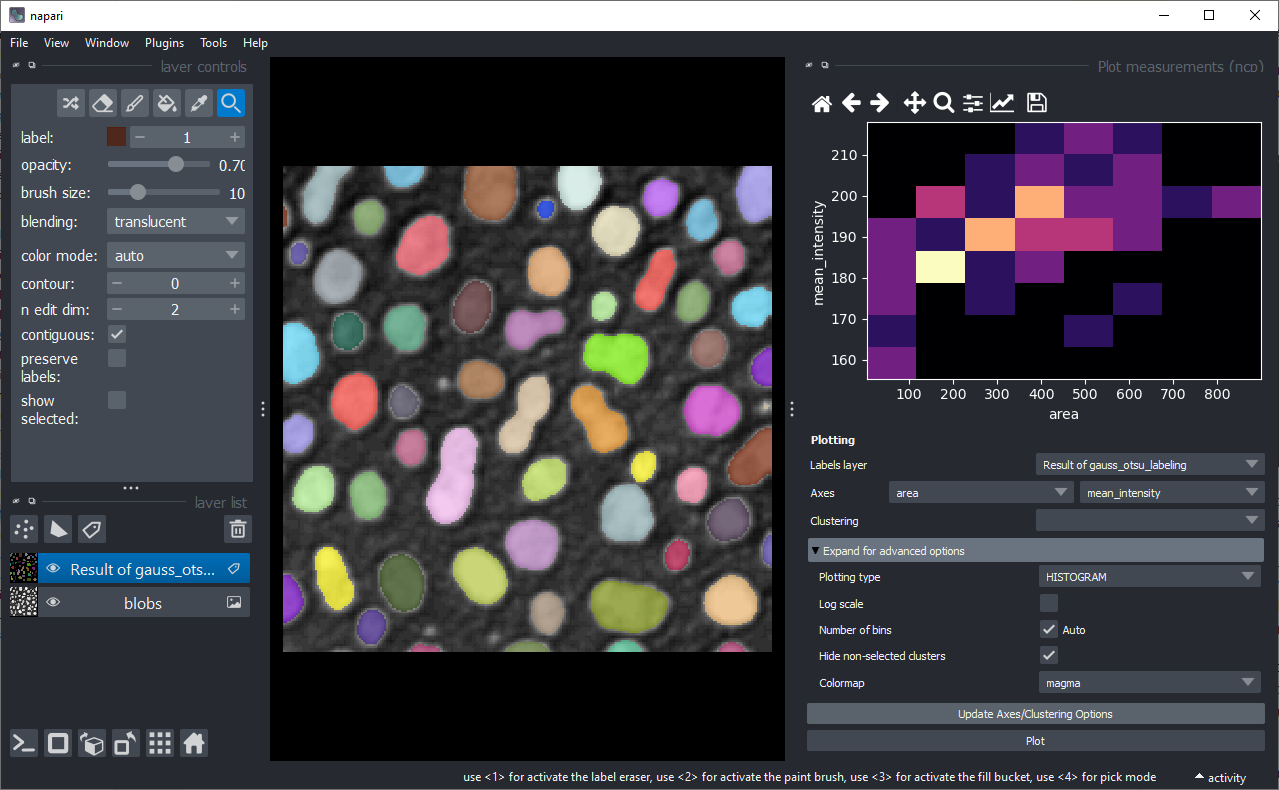 napari
File View Window Plugins Tools Help
layer controls
label: 1
opacity: 0.70
brush size: 10
blending: translucent
color mode: auto
contour: 0
n edit dim: 2
contiguous:
preserve labels:
show selected:
layer list
Result of gauss_ots...
blobs
Plot measurements (ncp)
mean_intensity
210
200
190
180
170
160
100 200 300 400 500 600 700 800
area
Plotting
Labels layer Result of gauss_otsu_labeling
Axes area mean_intensity
Clustering
Expand for advanced options
Plotting type HISTOGRAM
Log scale
Number of bins Auto
Hide non-selected clusters
Colormap magma
Update Axes/Clustering Options
Plot
use <1> for activate the label eraser, use <2> for activate the paint brush, use <3> for activate the fill bucket, use <4> for pick mode
activity